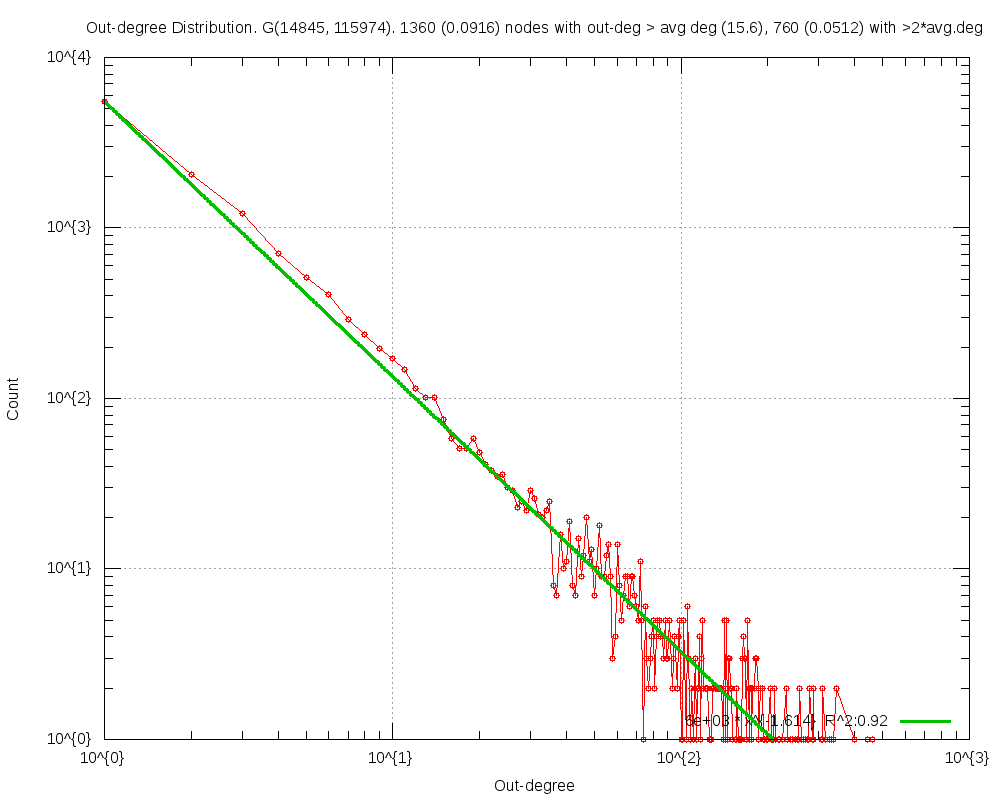 Out-degree Distribution. G(14845, 115974). 1360 (0.0916) nodes with out-deg > avg deg (15.6), 760 (0.0512) with >2*avg.deg
10^{4}
10^{3}
Count
10^{2}
10^{1}
R^2:0.92
10^{0}
10^{0} 10^{1} 10^{2} 10^{3}
Out-degree